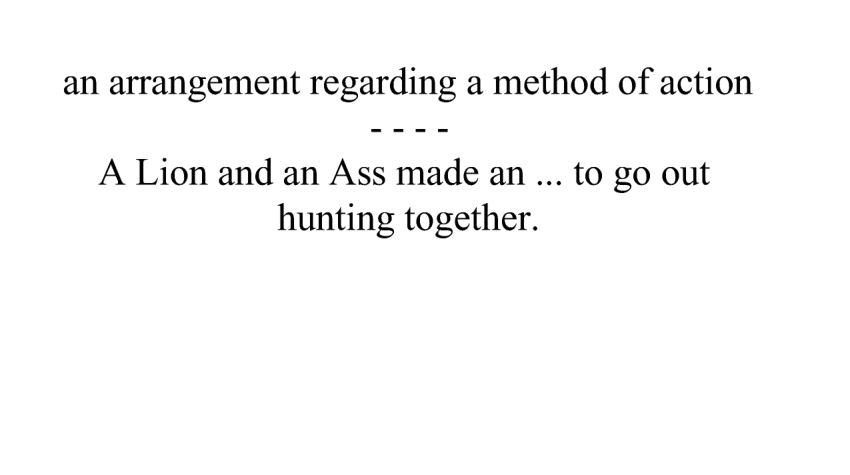 an arrangement regarding a method of action
- - - -
A Lion and an Ass made an ... to go out
hunting together.